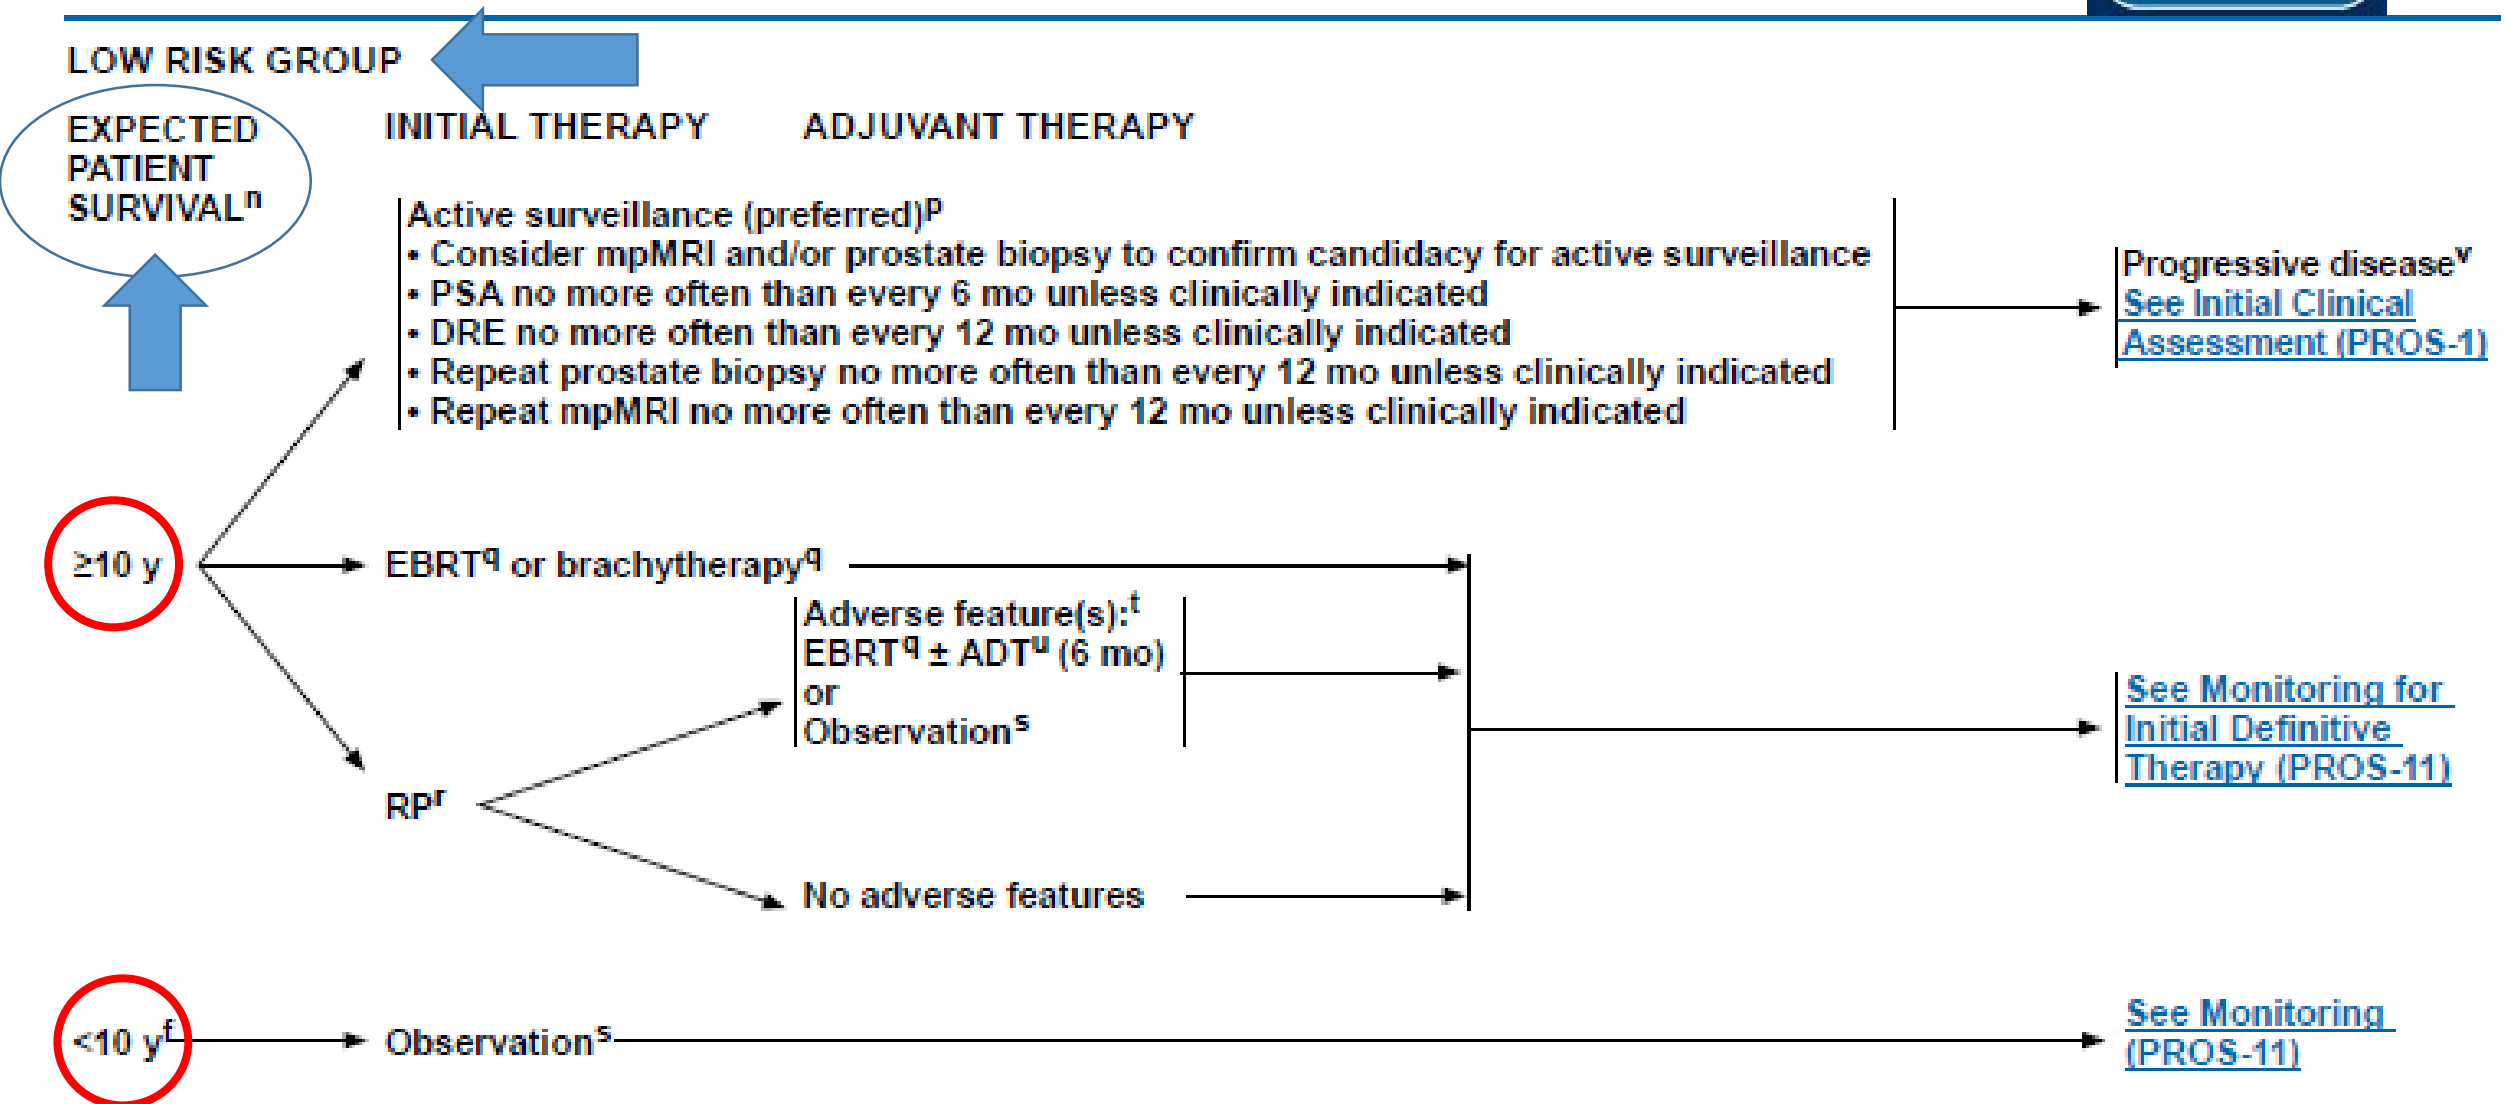 LOW RISK GROUP
EXPECTED
PATIENT
SURVIVALⁿ
INITIAL THERAPY
ADJUVANT THERAPY
Active surveillance (preferred)ᵖ
• Consider mpMRI and/or prostate biopsy to confirm candidacy for active surveillance
• PSA no more often than every 6 mo unless clinically indicated
• DRE no more often than every 12 mo unless clinically indicated
• Repeat prostate biopsy no more often than every 12 mo unless clinically indicated
• Repeat mpMRI no more often than every 12 mo unless clinically indicated
Progressive diseaseᵛ
See Initial Clinical
Assessment (PROS-1)
≥10 y
EBRT^q or brachytherapy^q
Adverse feature(s):ᵗ
EBRT^q ± ADTᵘ (6 mo)
or
Observationˢ
RPʳ
No adverse features
See Monitoring for
Initial Definitive
Therapy (PROS-11)
<10 yᶠ
Observationˢ
See Monitoring
(PROS-11)